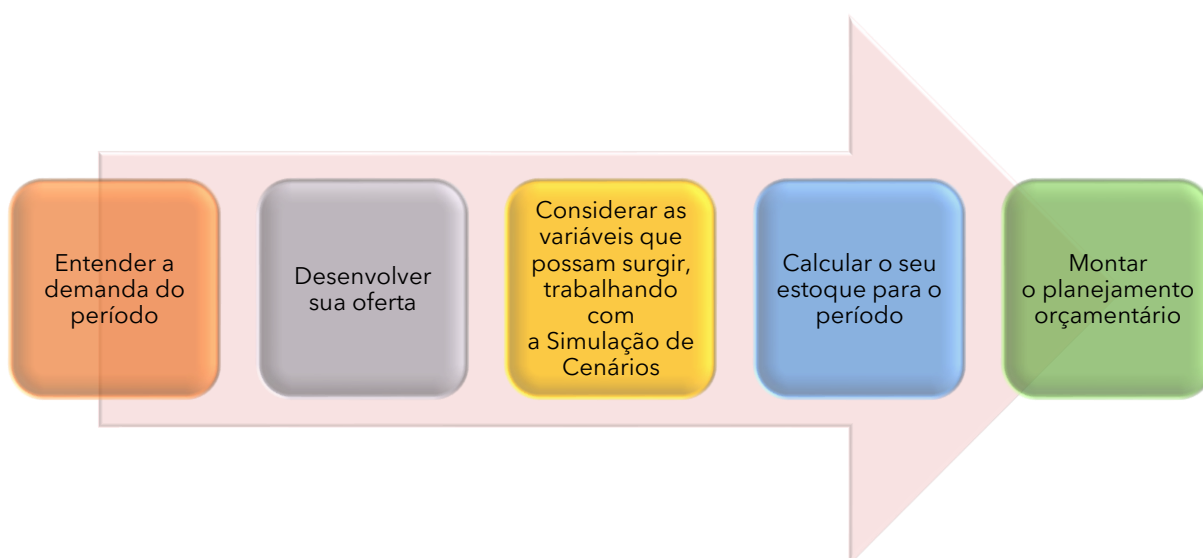 Entender a
demanda do
período
Desenvolver
sua oferta
Considerar as
variáveis que
possam surgir,
trabalhando
com
a Simulação de
Cenários
Calcular o seu
estoque para o
período
Montar
o planejamento
orçamentário